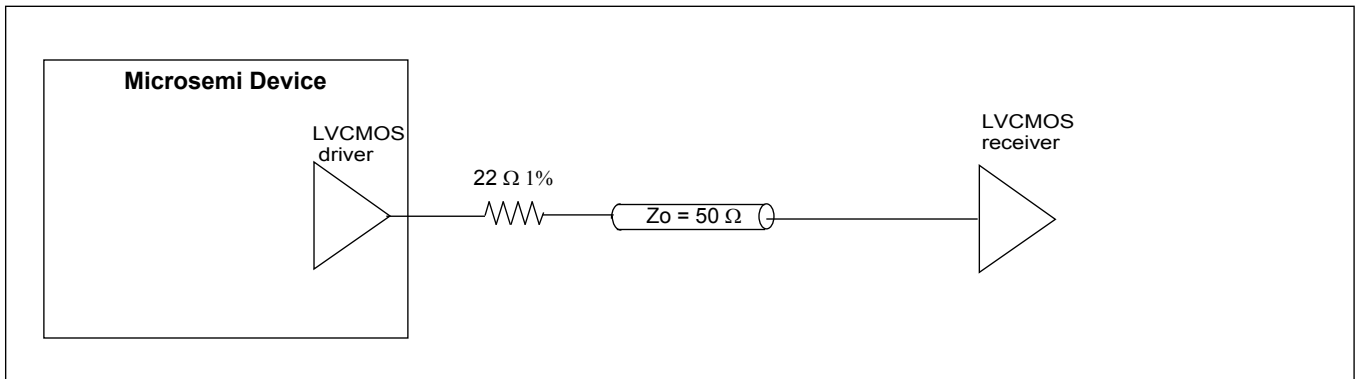 Microsemi Device
LVCMOS
driver
22 Ω 1%
Zo = 50 Ω
LVCMOS
receiver